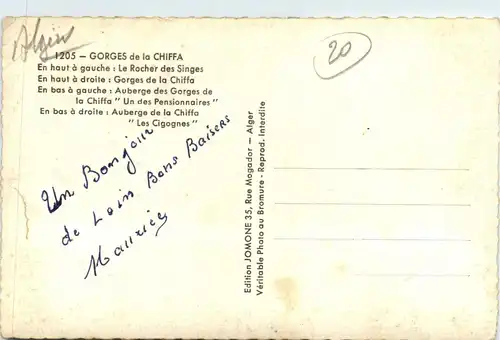 Algier
20
1205 — GORGES de la CHIFFA
En haut à gauche : Le Rocher des Singes
En haut à droite : Gorges de la Chiffa
En bas à gauche : Auberge des Gorges de
la Chiffa " Un des Pensionnaires "
En bas à droite : Auberge de la Chiffa
" Les Cigognes "
Un Bonjour
de Loin Bons Baisers
Maurice
Edition JOMONE 35, Rue Mogador — Alger
Véritable Photo au Bromure - Reprod. Interdite